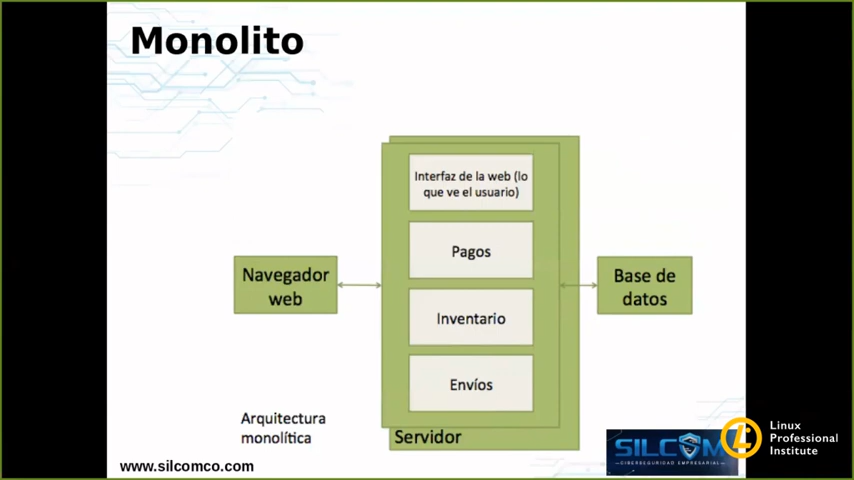 Monolito
Interfaz de la web (lo
que ve el usuario)
Pagos
Navegador
web
Base de
datos
Inventario
Envíos
Arquitectura
monolítica
Servidor
www.silcomco.com
SILCOM
CIBERSEGURIDAD EMPRESARIAL
Linux
Professional
Institute